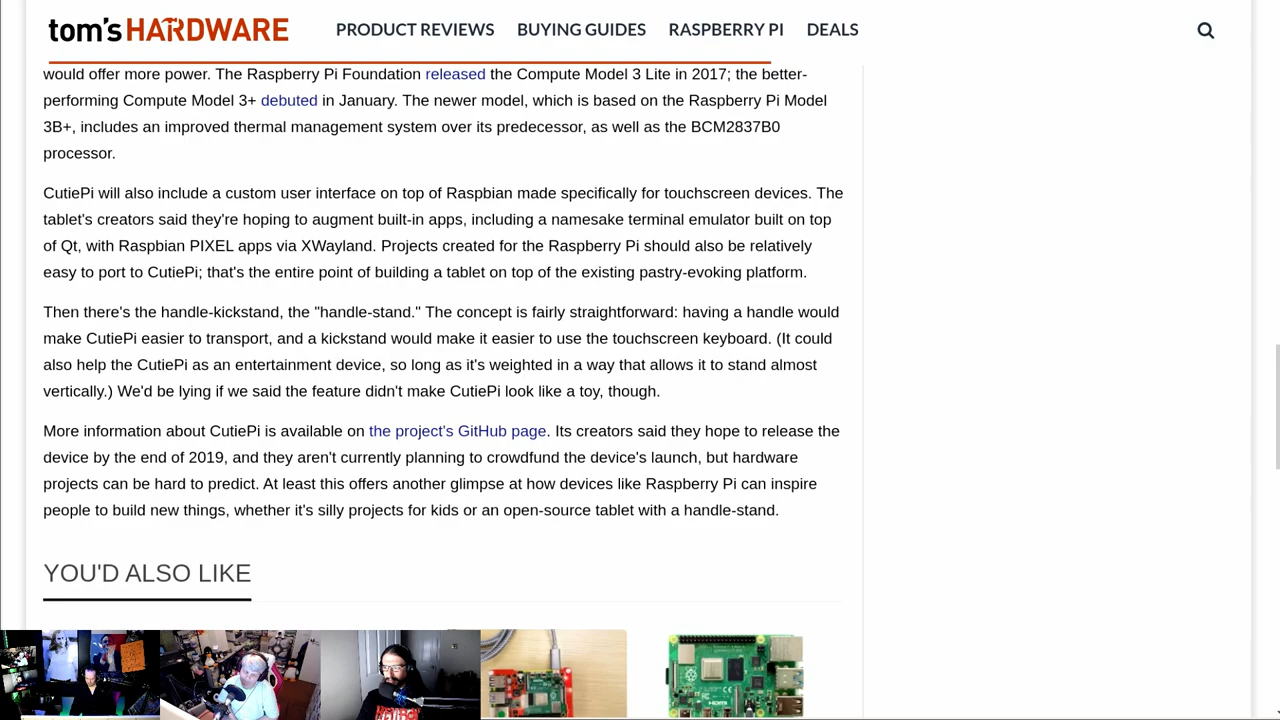 tom's HARDWARE
PRODUCT REVIEWS BUYING GUIDES RASPBERRY PI DEALS
would offer more power. The Raspberry Pi Foundation released the Compute Model 3 Lite in 2017; the better-
performing Compute Model 3+ debuted in January. The newer model, which is based on the Raspberry Pi Model
3B+, includes an improved thermal management system over its predecessor, as well as the BCM2837B0
processor.
CutiePi will also include a custom user interface on top of Raspbian made specifically for touchscreen devices. The
tablet's creators said they're hoping to augment built-in apps, including a namesake terminal emulator built on top
of Qt, with Raspbian PIXEL apps via XWayland. Projects created for the Raspberry Pi should also be relatively
easy to port to CutiePi; that's the entire point of building a tablet on top of the existing pastry-evoking platform.
Then there's the handle-kickstand, the "handle-stand." The concept is fairly straightforward: having a handle would
make CutiePi easier to transport, and a kickstand would make it easier to use the touchscreen keyboard. (It could
also help the CutiePi as an entertainment device, so long as it's weighted in a way that allows it to stand almost
vertically.) We'd be lying if we said the feature didn't make CutiePi look like a toy, though.
More information about CutiePi is available on the project's GitHub page. Its creators said they hope to release the
device by the end of 2019, and they aren't currently planning to crowdfund the device's launch, but hardware
projects can be hard to predict. At least this offers another glimpse at how devices like Raspberry Pi can inspire
people to build new things, whether it's silly projects for kids or an open-source tablet with a handle-stand.
YOU'D ALSO LIKE
HDMI